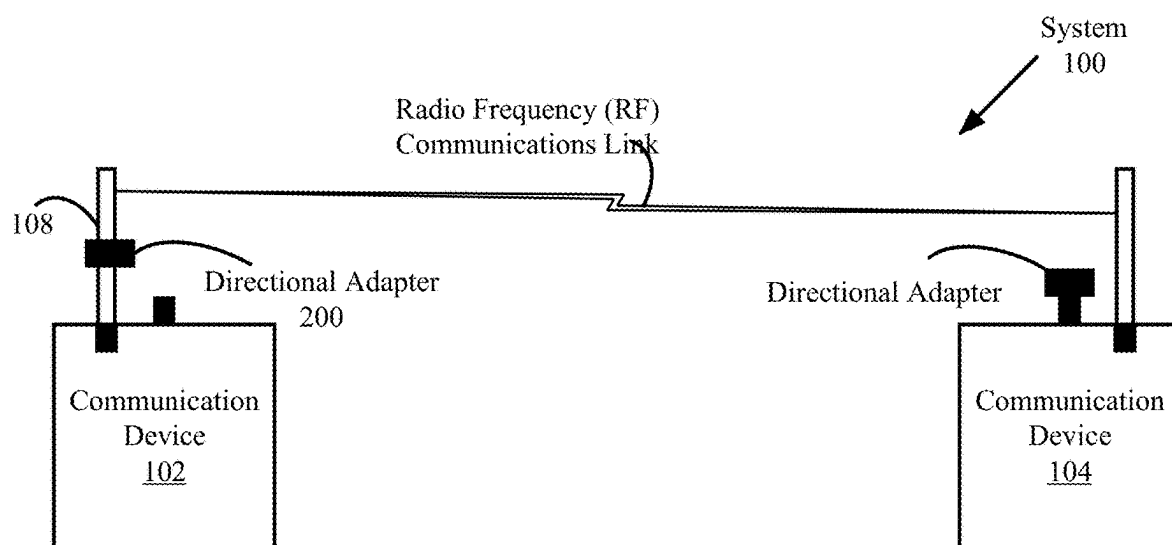 System
100
Radio Frequency (RF)
Communications Link
108
Directional Adapter
200
Directional Adapter
Communication
Device
102
Communication
Device
104